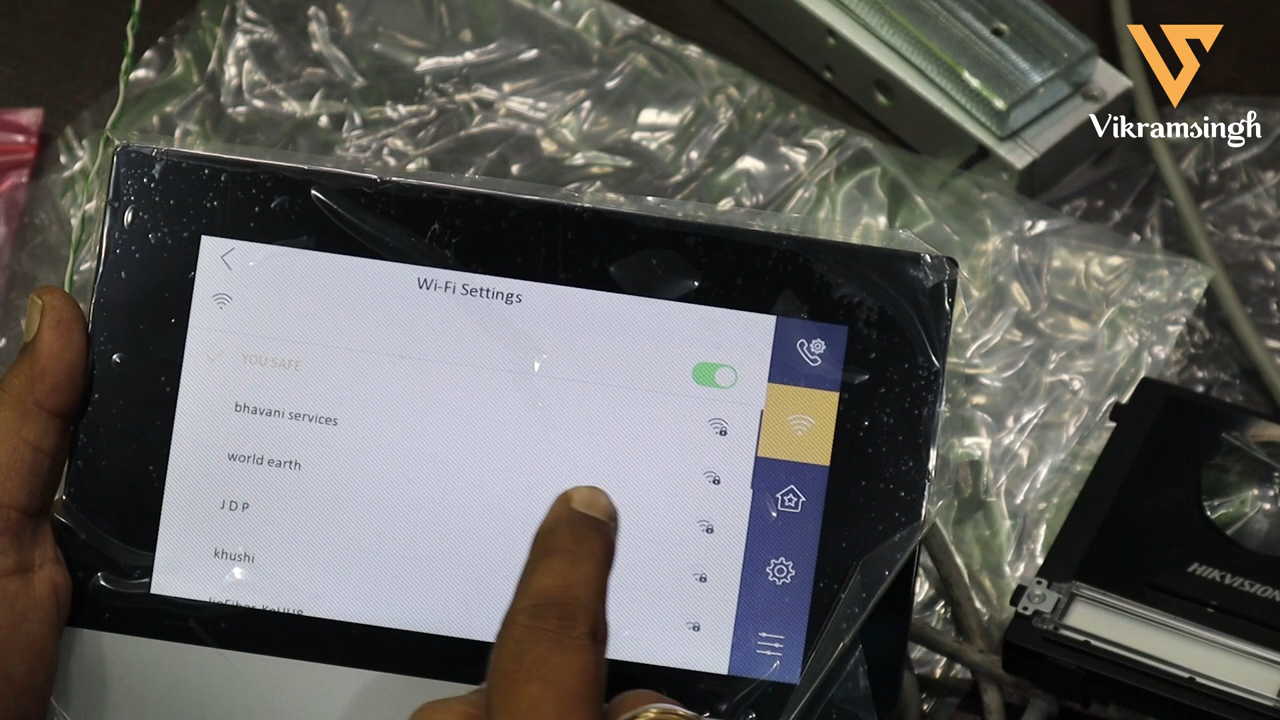 Vikramsingh
Wi-Fi Settings
YOU SAFE
bhavani services
world earth
J D P
khushi
HIKVISION